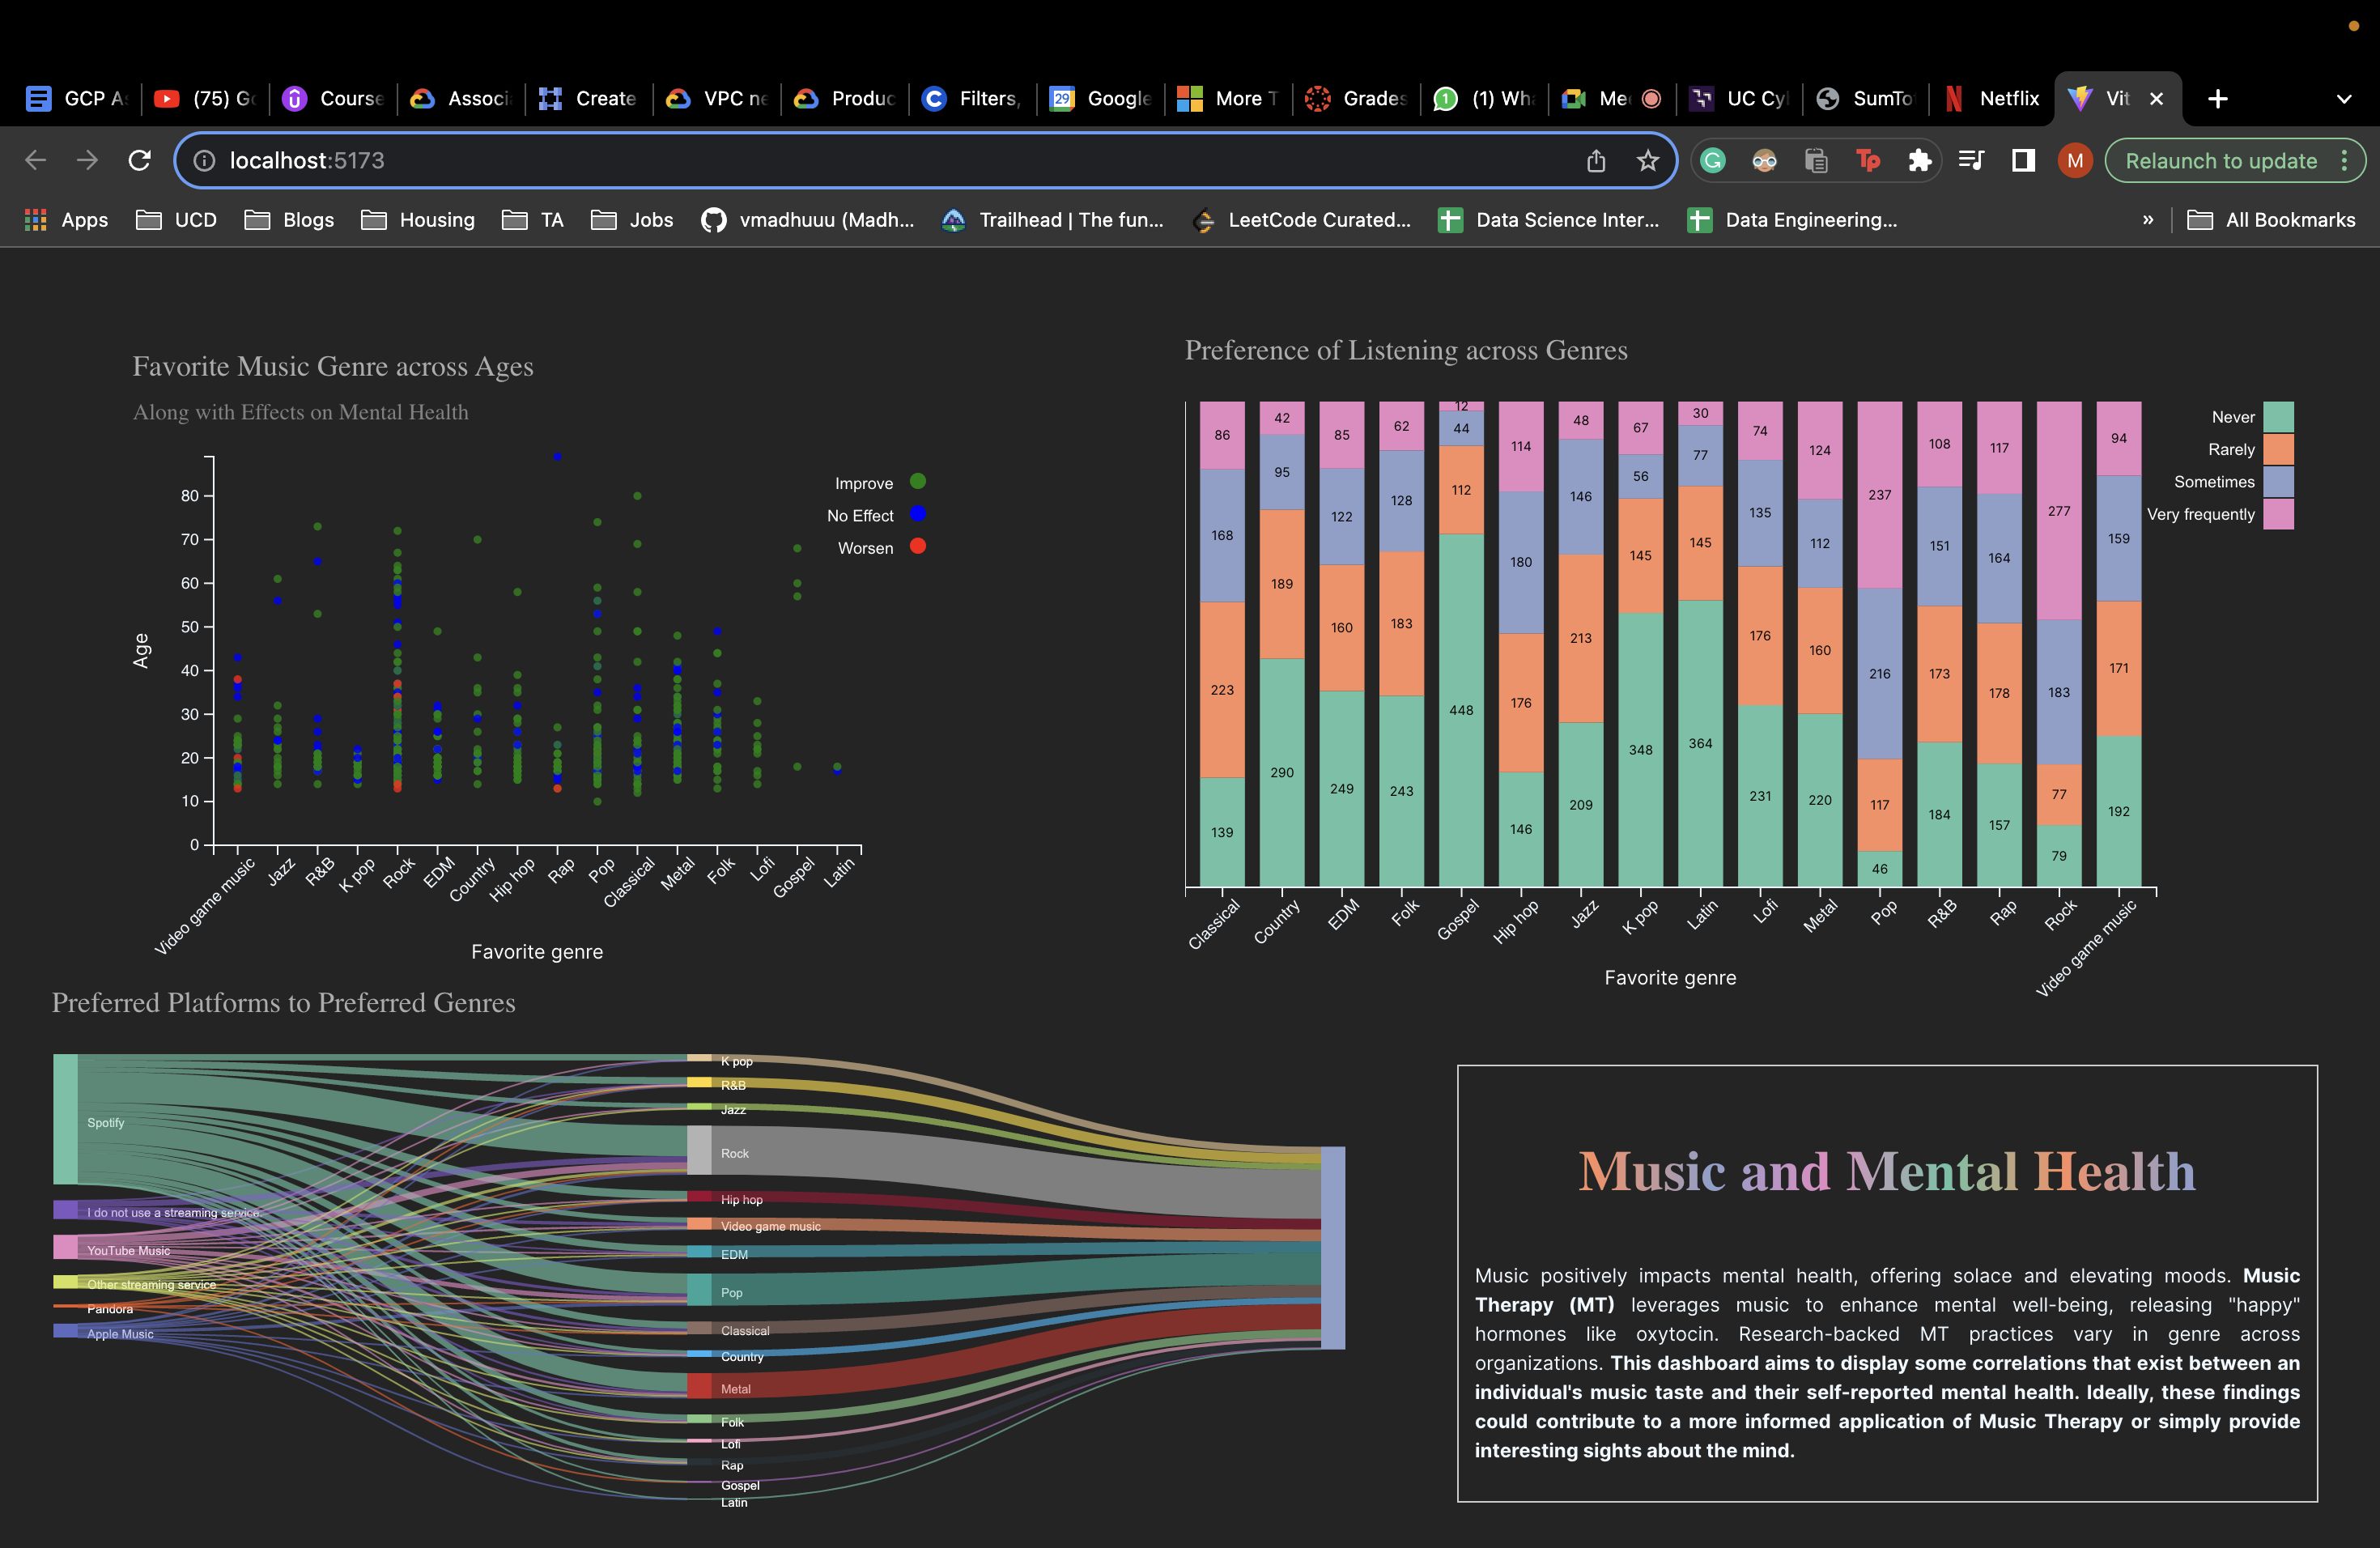 GCP As
(75) Go
Course
Associ
Create
VPC ne
Produc
Filters,
Google
More T
Grades
(1) Wha
Mee
UC Cyl
SumTo
Netflix
Vit
localhost:5173
Relaunch to update
Apps
UCD
Blogs
Housing
TA
Jobs
vmadhuuu (Madh...
Trailhead | The fun...
LeetCode Curated...
Data Science Inter...
Data Engineering...
»
All Bookmarks
Favorite Music Genre across Ages
Along with Effects on Mental Health
Improve
No Effect
Worsen
80
70
60
50
40
30
20
10
0
Age
Video game music
Jazz
R&B
K pop
Rock
EDM
Country
Hip hop
Rap
Pop
Classical
Metal
Folk
Lofi
Gospel
Latin
Favorite genre
Preference of Listening across Genres
Never
Rarely
Sometimes
Very frequently
86 168 223 139
42 95 189 290
85 122 160 249
62 128 183 243
12 44 112 448
114 180 176 146
48 146 213 209
67 56 145 348
30 77 145 364
74 135 176 231
124 112 160 220
237 216 117 46
108 151 173 184
117 164 178 157
277 183 77 79
94 159 171 192
Classical
Country
EDM
Folk
Gospel
Hip hop
Jazz
K pop
Latin
Lofi
Metal
Pop
R&B
Rap
Rock
Video game music
Favorite genre
Preferred Platforms to Preferred Genres
Spotify
I do not use a streaming service.
YouTube Music
Other streaming service
Pandora
Apple Music
K pop
R&B
Jazz
Rock
Hip hop
Video game music
EDM
Pop
Classical
Country
Metal
Folk
Lofi
Rap
Gospel
Latin
Music and Mental Health
Music positively impacts mental health, offering solace and elevating moods. Music
Therapy (MT) leverages music to enhance mental well-being, releasing "happy"
hormones like oxytocin. Research-backed MT practices vary in genre across
organizations. This dashboard aims to display some correlations that exist between an
individual's music taste and their self-reported mental health. Ideally, these findings
could contribute to a more informed application of Music Therapy or simply provide
interesting sights about the mind.